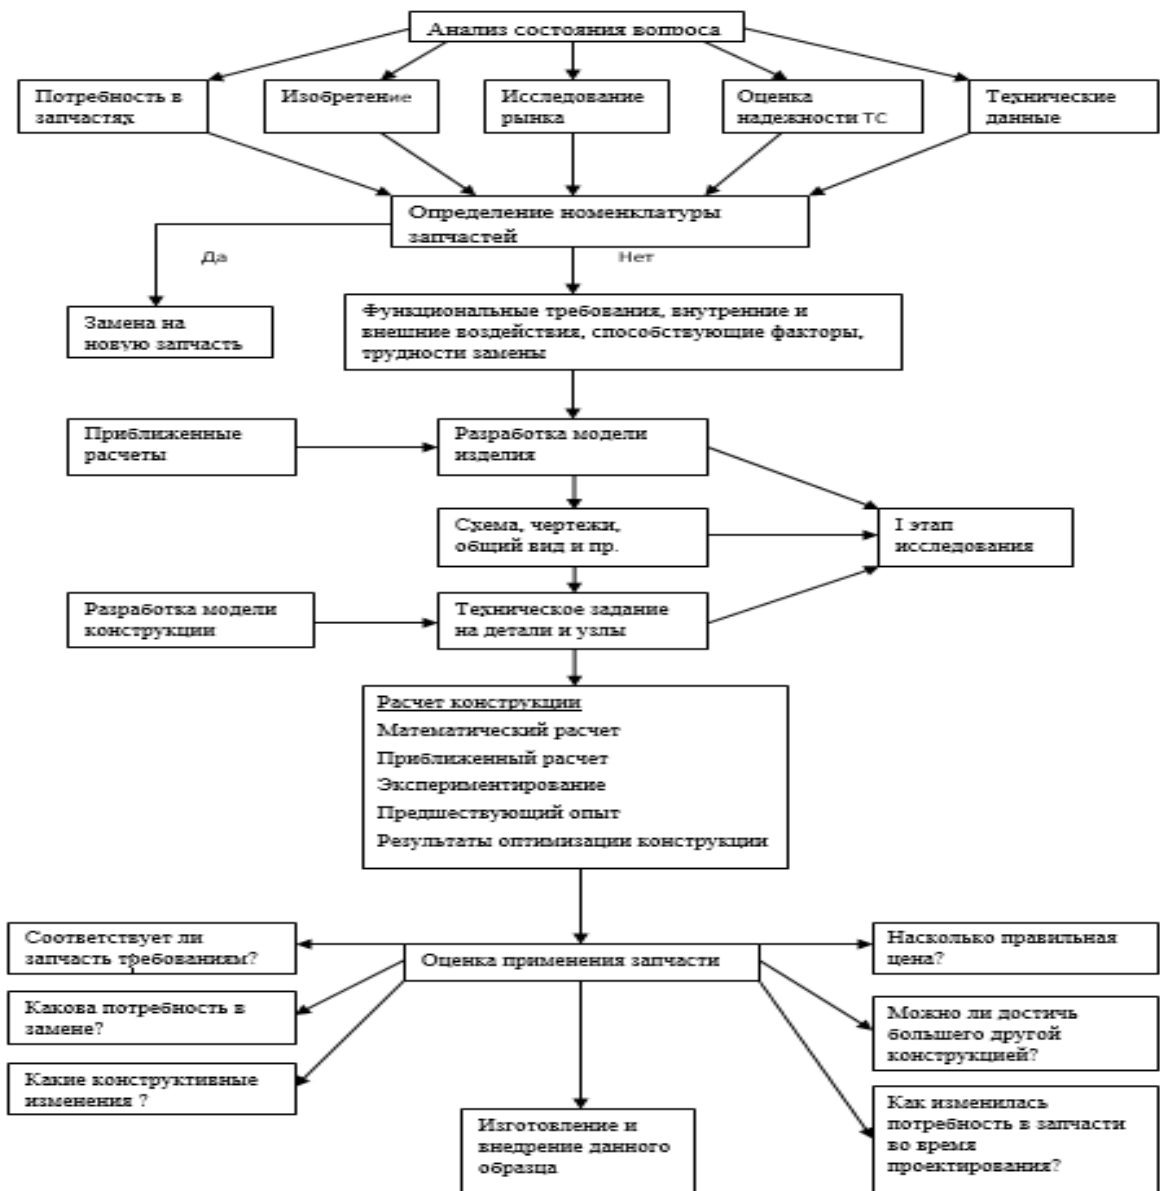 Анализ состояния вопроса
Потребность в
запчастях
Изобретение
Исследование
рынка
Оценка
надежности ТС
Технические
данные
Определение номенклатуры
запчастей
Да
Нет
Замена на
новую запчасть
Функциональные требования, внутренние и
внешние воздействия, способствующие факторы,
трудности замены
Приближенные
расчеты
Разработка модели
изделия
Схема, чертежи,
общий вид и пр.
I этап
исследования
Разработка модели
конструкции
Техническое задание
на детали и узлы
Расчет конструкции
Математический расчет
Приближенный расчет
Экспериментирование
Предшествующий опыт
Результаты оптимизации конструкции
Соответствует ли
запчасть требованиям?
Оценка применения запчасти
Насколько правильная
цена?
Какова потребность в
замене?
Можно ли достичь
большего другой
конструкцией?
Какие конструктивные
изменения ?
Изготовление и
внедрение данного
образца
Как изменилась
потребность в запчасти
во время
проектирования?